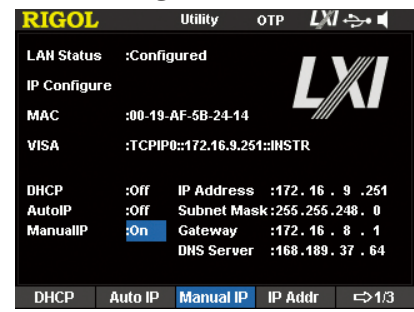 RIGOL Utility OTP LXI
LAN Status :Configured
IP Configure
LXI
MAC :00-19-AF-5B-24-14
VISA :TCPIP0::172.16.9.251::INSTR
DHCP :Off IP Address :172. 16 . 9 .251
AutoIP :Off Subnet Mask:255.255.248. 0
ManualIP :On Gateway :172. 16 . 8 . 1
DNS Server :168.189. 37 . 64
DHCP Auto IP Manual IP IP Addr ⇨1/3